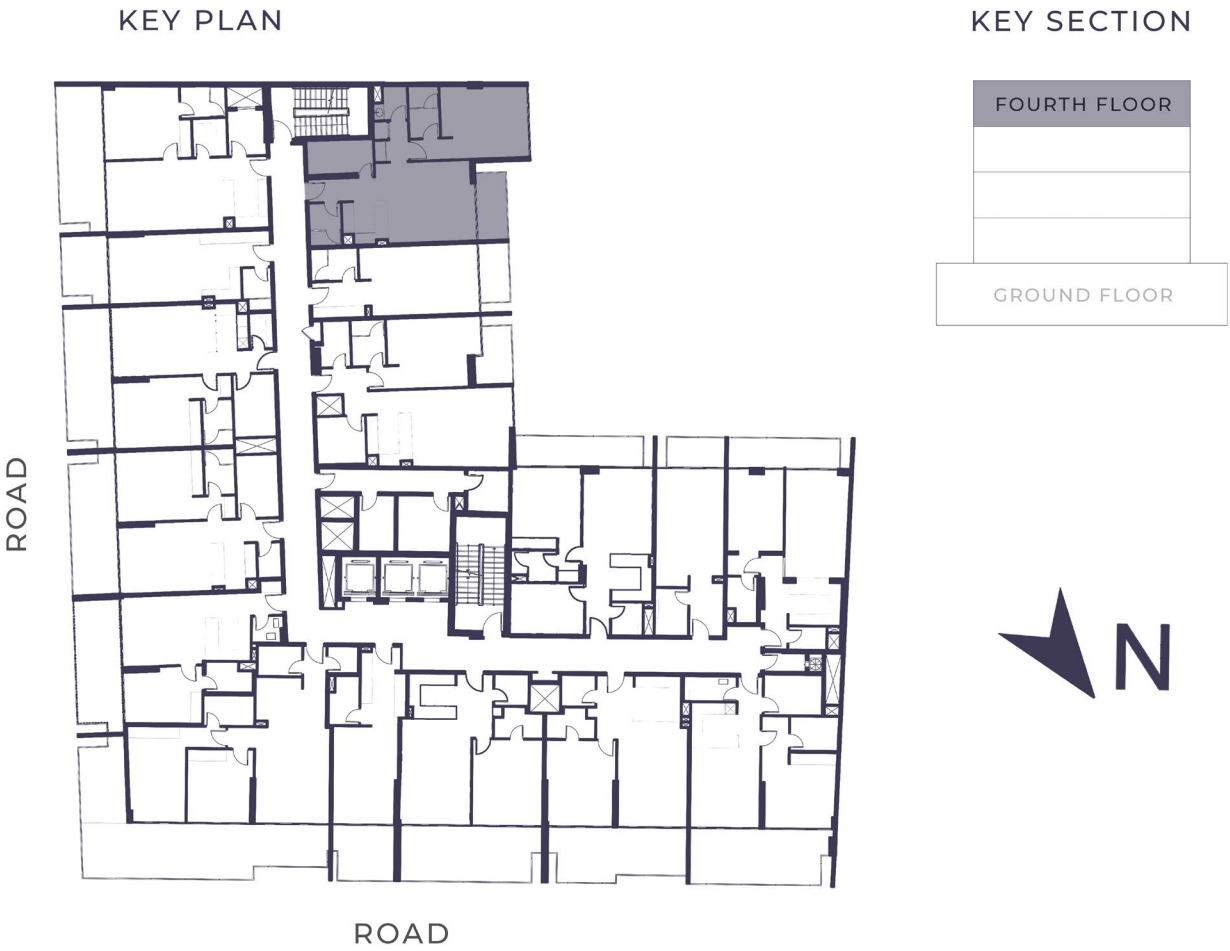 KEY PLAN
KEY SECTION
FOURTH FLOOR
GROUND FLOOR
ROAD
N
ROAD